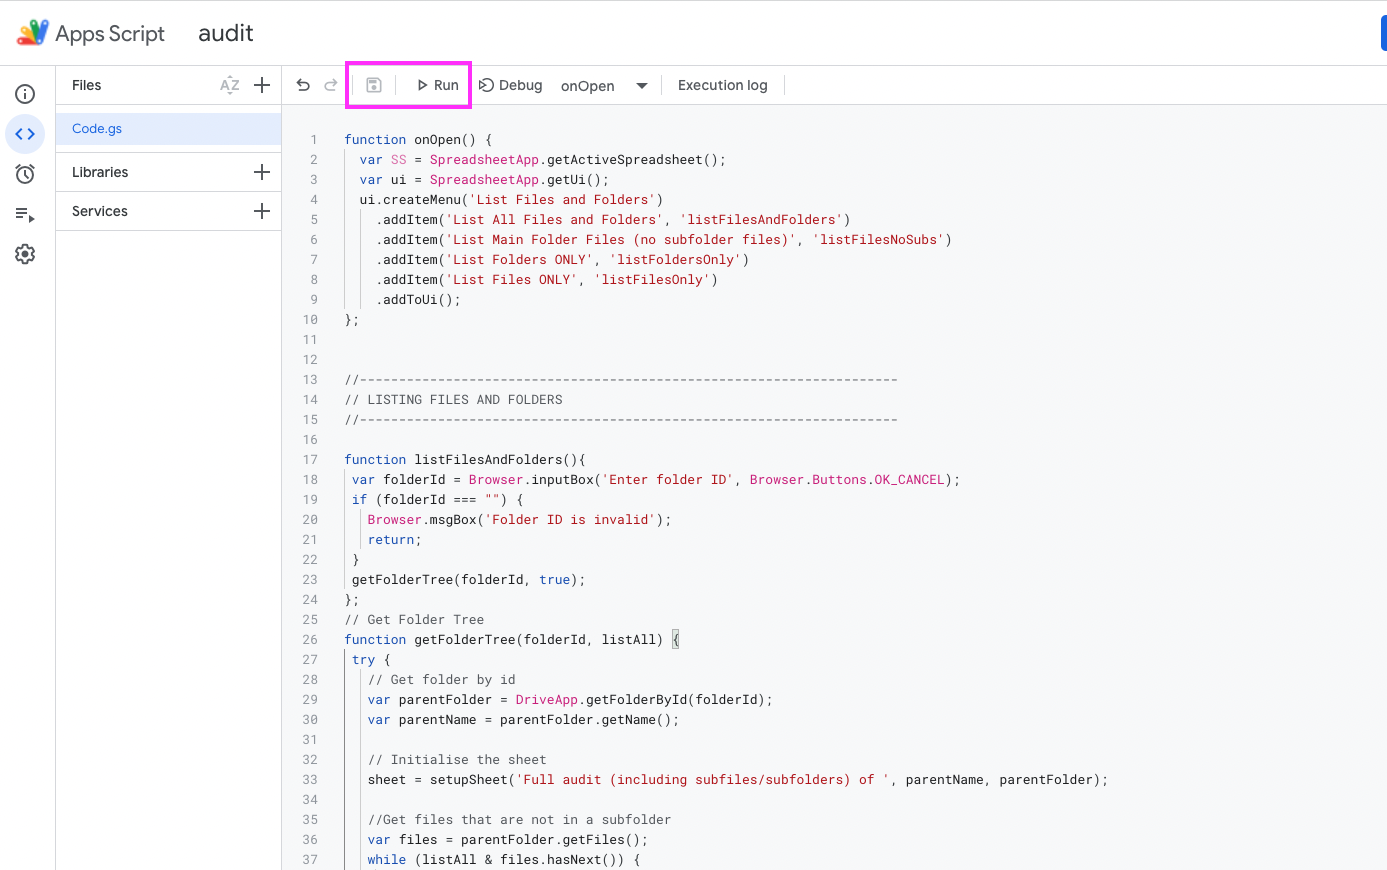 Apps Script audit
Files AZ Run Debug onOpen Execution log
Code.gs
Libraries
Services
1 function onOpen() {
2 var SS = SpreadsheetApp.getActiveSpreadsheet();
3 var ui = SpreadsheetApp.getUi();
4 ui.createMenu('List Files and Folders')
5 .addItem('List All Files and Folders', 'listFilesAndFolders')
6 .addItem('List Main Folder Files (no subfolder files)', 'listFilesNoSubs')
7 .addItem('List Folders ONLY', 'listFoldersOnly')
8 .addItem('List Files ONLY', 'listFilesOnly')
9 .addToUi();
10 };
11
12
13 //---------------------------------------------------------------------
14 // LISTING FILES AND FOLDERS
15 //---------------------------------------------------------------------
16
17 function listFilesAndFolders(){
18 var folderId = Browser.inputBox('Enter folder ID', Browser.Buttons.OK_CANCEL);
19 if (folderId === "") {
20 Browser.msgBox('Folder ID is invalid');
21 return;
22 }
23 getFolderTree(folderId, true);
24 };
25 // Get Folder Tree
26 function getFolderTree(folderId, listAll) {
27 try {
28 // Get folder by id
29 var parentFolder = DriveApp.getFolderById(folderId);
30 var parentName = parentFolder.getName();
31
32 // Initialise the sheet
33 sheet = setupSheet('Full audit (including subfiles/subfolders) of ', parentName, parentFolder);
34
35 //Get files that are not in a subfolder
36 var files = parentFolder.getFiles();
37 while (listAll & files.hasNext()) {